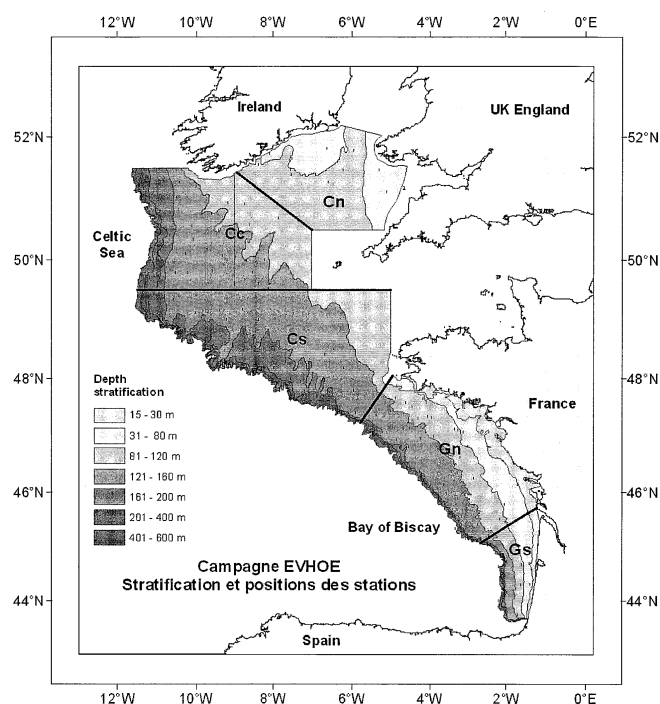 12°W 10°W 8°W 6°W 4°W 2°W 0°E
Ireland
UK England
52°N 52°N
Cn
Cc
Celtic
Sea
50°N 50°N
Cs
48°N 48°N
Depth
stratification
15 - 30 m
31 - 80 m
81 - 120 m
121 - 160 m
161 - 200 m
201 - 400 m
401 - 600 m
France
Gn
46°N 46°N
Bay of Biscay
Gs
Campagne EVHOE
Stratification et positions des stations
44°N 44°N
Spain
12°W 10°W 8°W 6°W 4°W 2°W 0°E